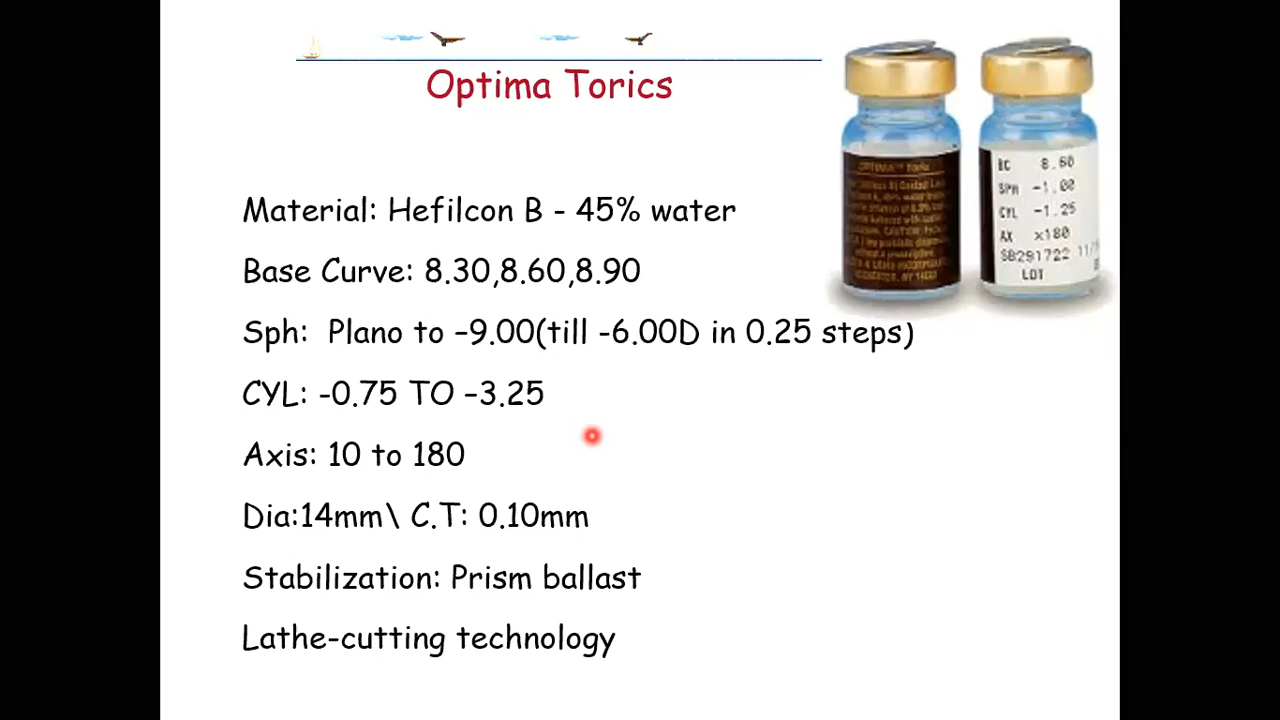 Optima Torics
Material: Hefilcon B - 45% water
Base Curve: 8.30,8.60,8.90
Sph:  Plano to –9.00(till -6.00D in 0.25 steps)
CYL: -0.75 TO –3.25
Axis: 10 to 180
Dia:14mm\ C.T: 0.10mm
Stabilization: Prism ballast
Lathe-cutting technology
BC 8.60
SPH -1.00
CYL -1.25
AX x180
SB291722
LOT